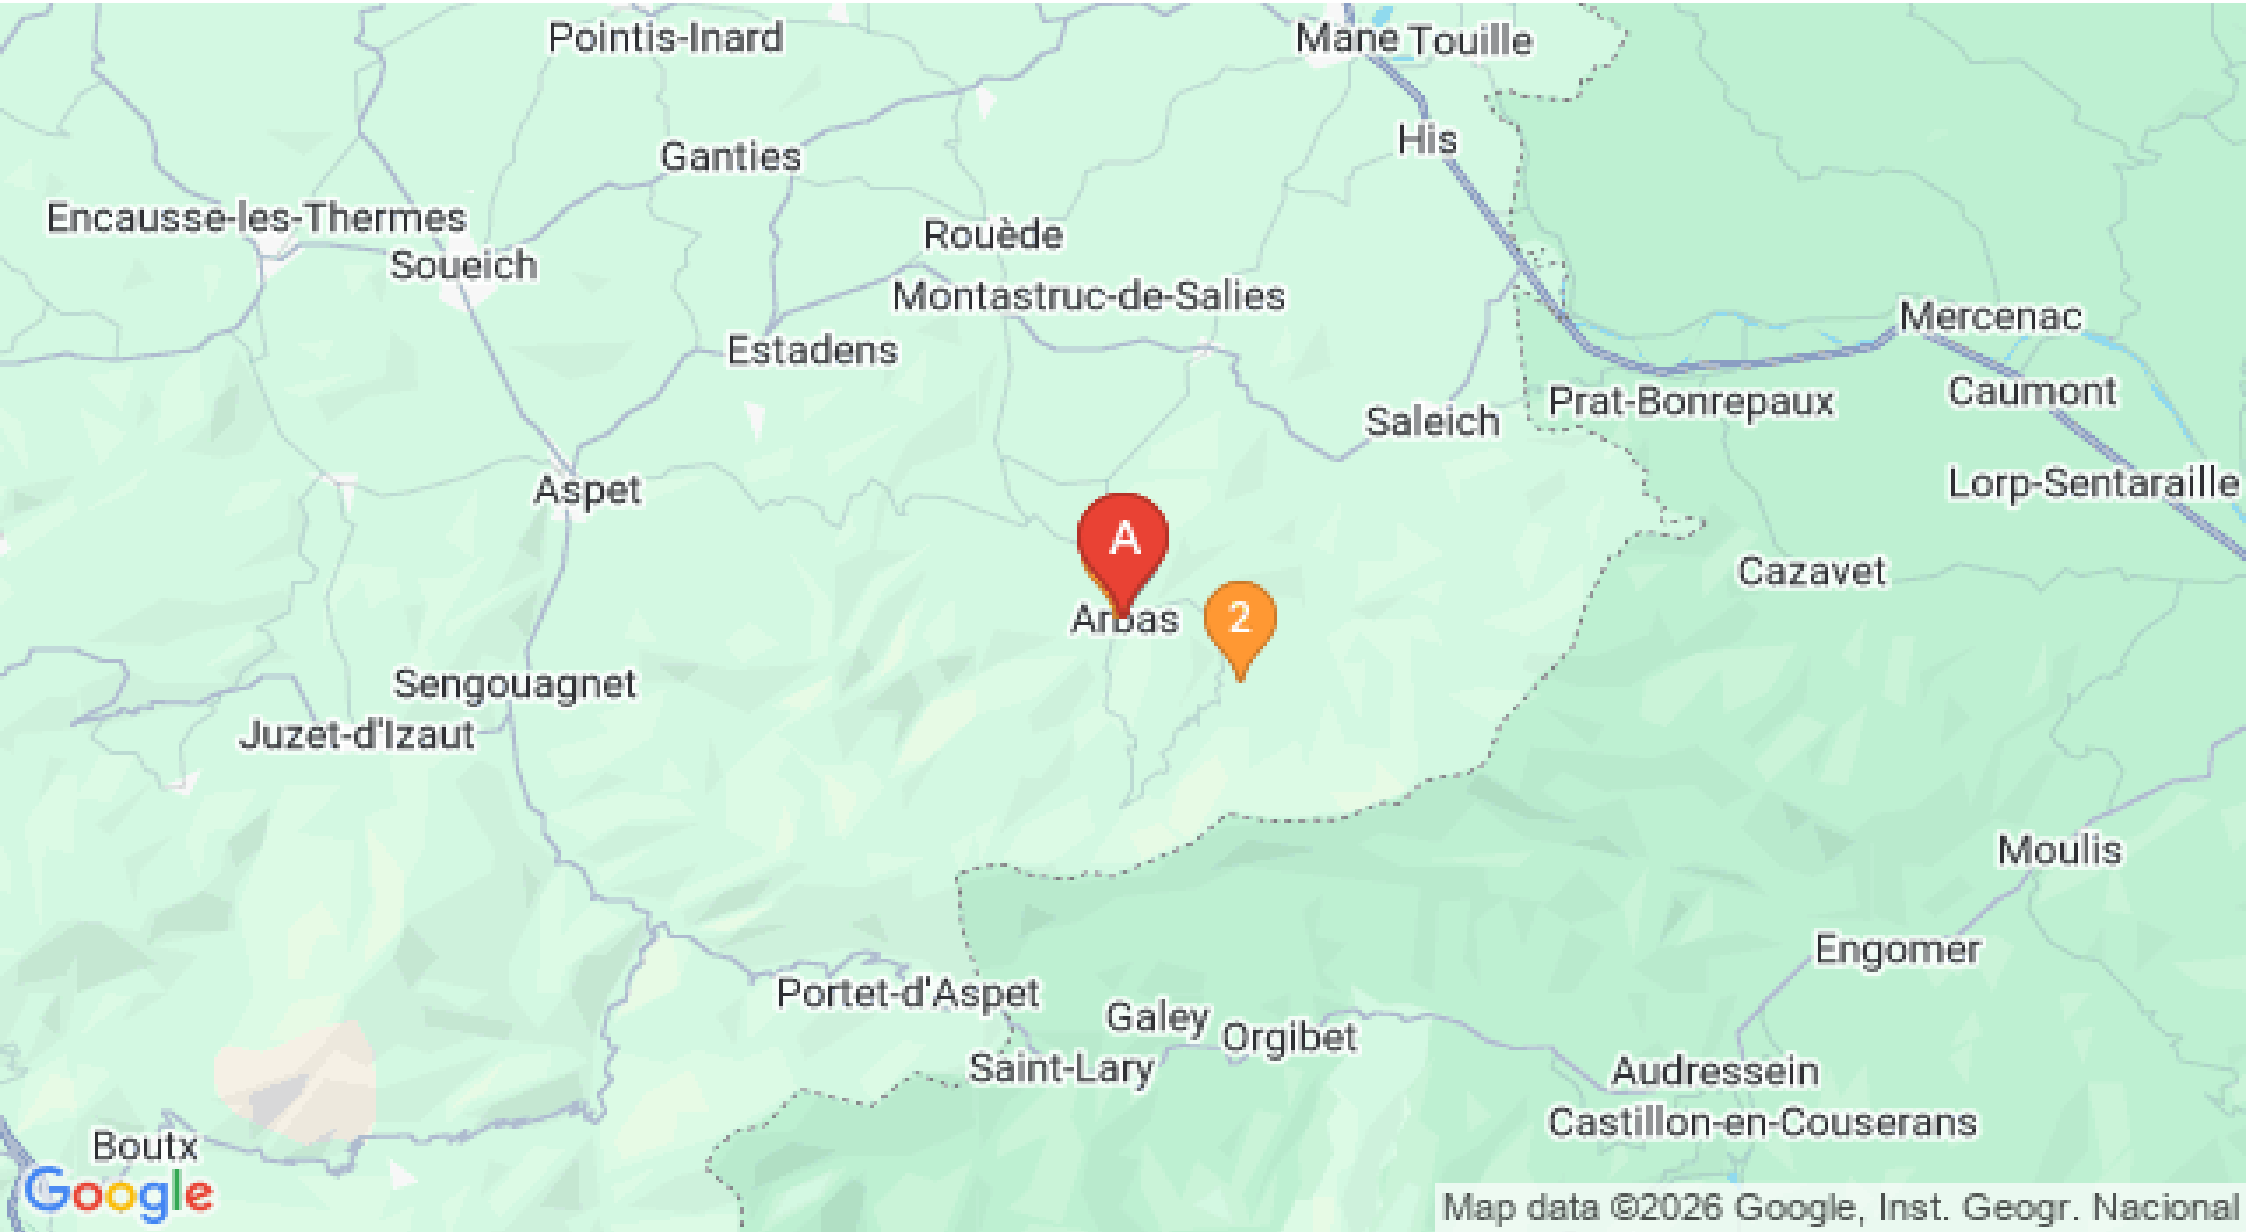 Pointis-Inard
Mane
Touille
His
Ganties
Encausse-les-Thermes
Soueich
Rouède
Montastruc-de-Salies
Estadens
Mercenac
Prat-Bonrepaux
Caumont
Saleich
Lorp-Sentaraille
Aspet
A
Arbas
2
Cazavet
Sengouagnet
Juzet-d'Izaut
Moulis
Engomer
Portet-d'Aspet
Galey
Orgibet
Saint-Lary
Audressein
Castillon-en-Couserans
Boutx
Google
Map data ©2026 Google, Inst. Geogr. Nacional